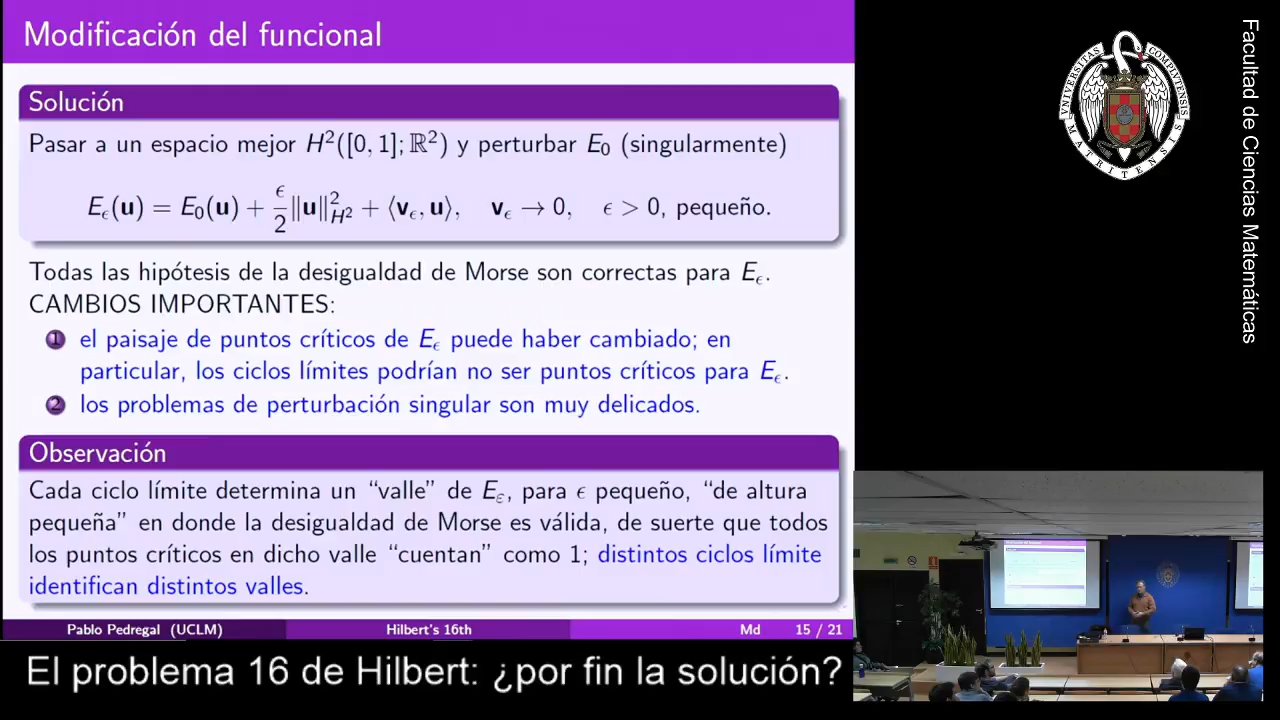 Modificación del funcional
Solución
Pasar a un espacio mejor H²([0, 1]; ℝ²) y perturbar E₀ (singularmente)
E_ϵ(u) = E₀(u) + ϵ/2 ‖u‖²_{H²} + ⟨v_ϵ, u⟩, v_ϵ → 0, ϵ > 0, pequeño.
Todas las hipótesis de la desigualdad de Morse son correctas para E_ϵ.
CAMBIOS IMPORTANTES:
1 el paisaje de puntos críticos de E_ϵ puede haber cambiado; en
particular, los ciclos límites podrían no ser puntos críticos para E_ϵ.
2 los problemas de perturbación singular son muy delicados.
Observación
Cada ciclo límite determina un “valle” de E_ε, para ϵ pequeño, “de altura
pequeña” en donde la desigualdad de Morse es válida, de suerte que todos
los puntos críticos en dicho valle “cuentan” como 1; distintos ciclos límite
identifican distintos valles.
Pablo Pedregal (UCLM) Hilbert's 16th Md 15 / 21
El problema 16 de Hilbert: ¿por fin la solución?
VNIVERSITAS COMPLVTENSIS
MATRITENSIS
Facultad de Ciencias Matemáticas